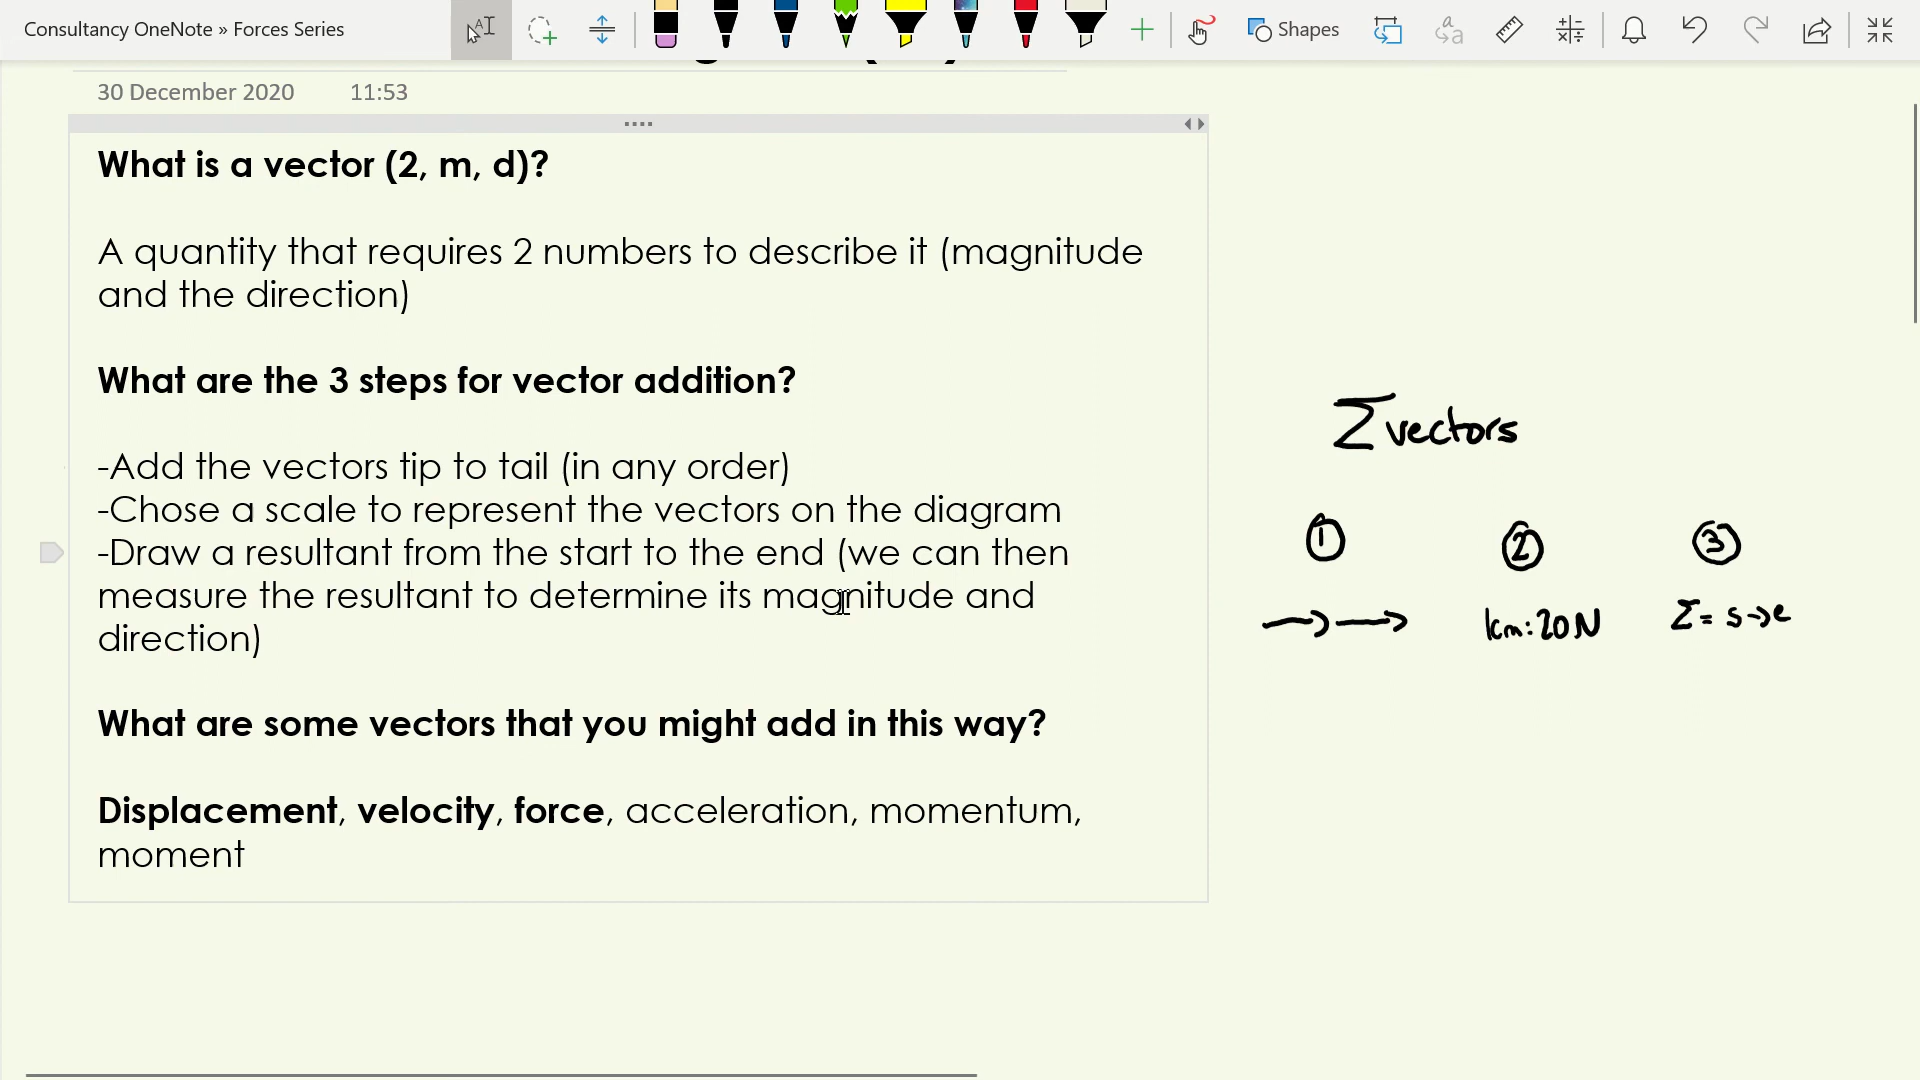 Consultancy OneNote » Forces Series
Shapes
30 December 2020 11:53
What is a vector (2, m, d)?
A quantity that requires 2 numbers to describe it (magnitude
and the direction)
What are the 3 steps for vector addition?
-Add the vectors tip to tail (in any order)
-Chose a scale to represent the vectors on the diagram
-Draw a resultant from the start to the end (we can then
measure the resultant to determine its magnitude and
direction)
What are some vectors that you might add in this way?
Displacement, velocity, force, acceleration, momentum,
moment
Σ vectors
① ② ③
1cm:20N Σ= s→e